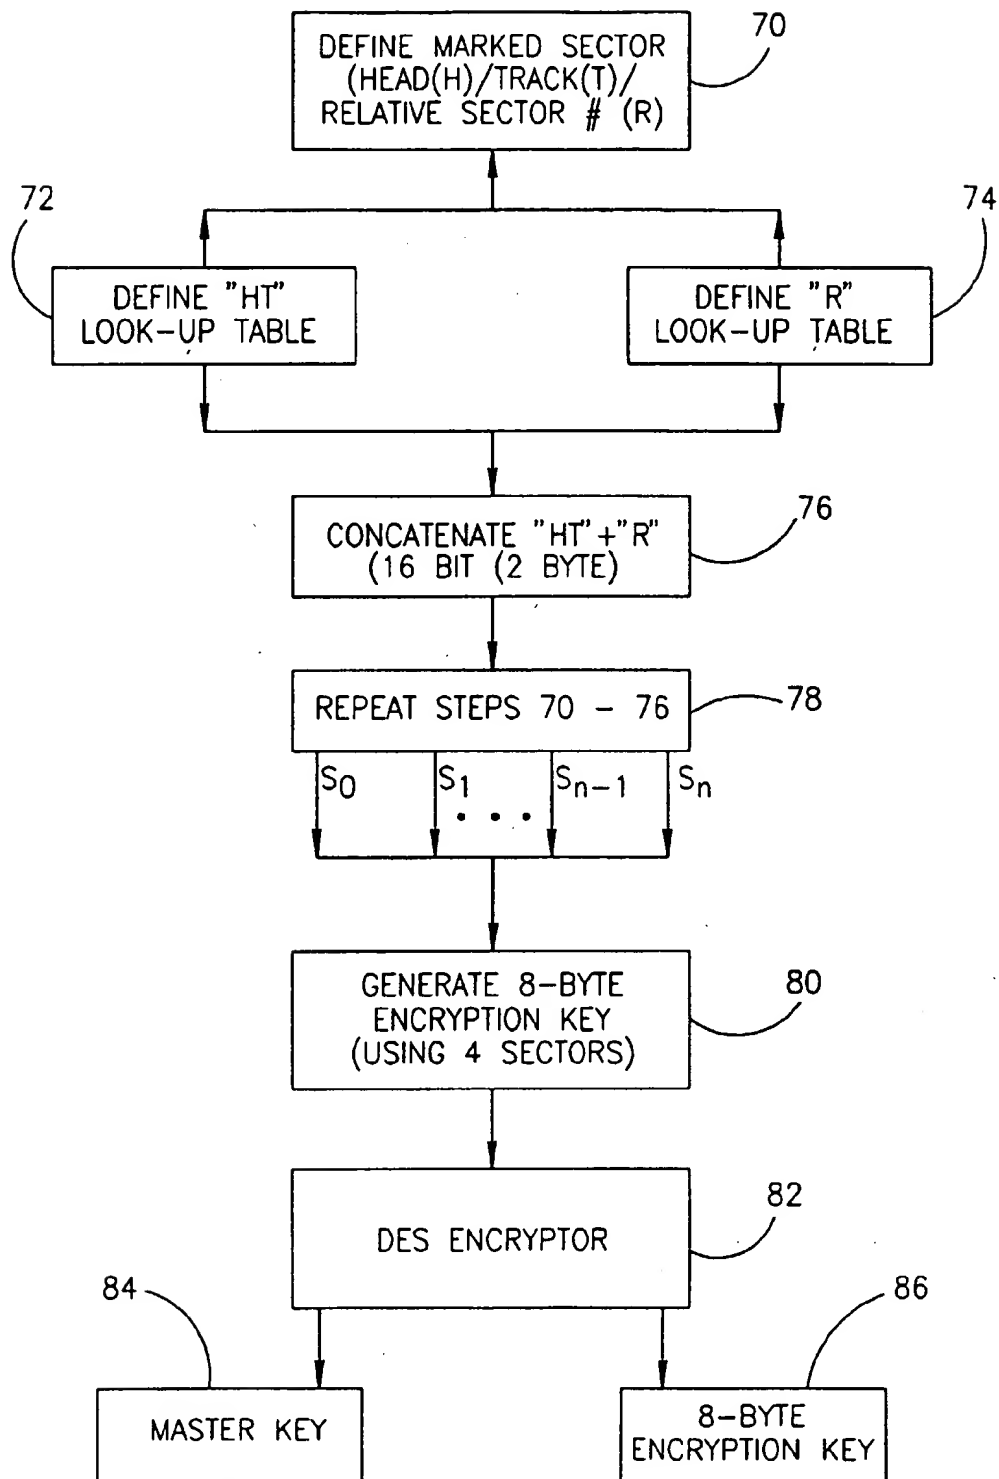 70
DEFINE MARKED SECTOR
(HEAD(H)/TRACK(T)/
RELATIVE SECTOR # (R)
72
74
DEFINE "HT"
LOOK-UP TABLE
DEFINE "R"
LOOK-UP TABLE
76
CONCATENATE "HT"+"R"
(16 BIT (2 BYTE)
78
REPEAT STEPS 70 - 76
S0 S1 . . . Sn-1 Sn
80
GENERATE 8-BYTE
ENCRYPTION KEY
(USING 4 SECTORS)
82
DES ENCRYPTOR
84
86
MASTER KEY
8-BYTE
ENCRYPTION KEY